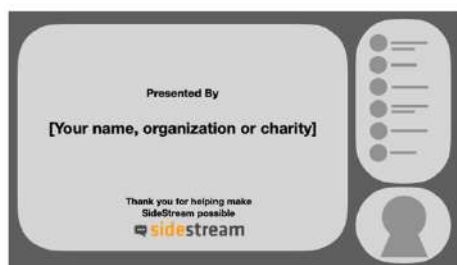 Presented By
[Your name, organization or charity]
Thank you for helping make
SideStream possible
sidestream